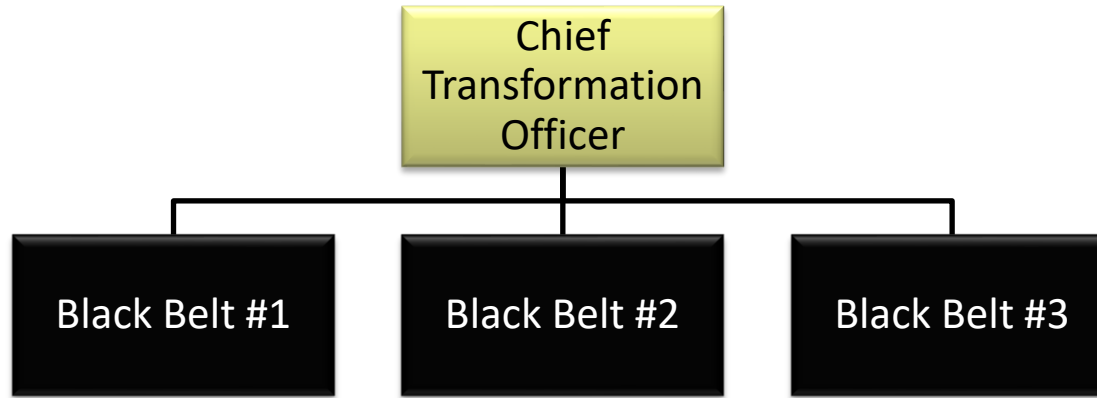 Chief
Transformation
Officer
Black Belt #1
Black Belt #2
Black Belt #3